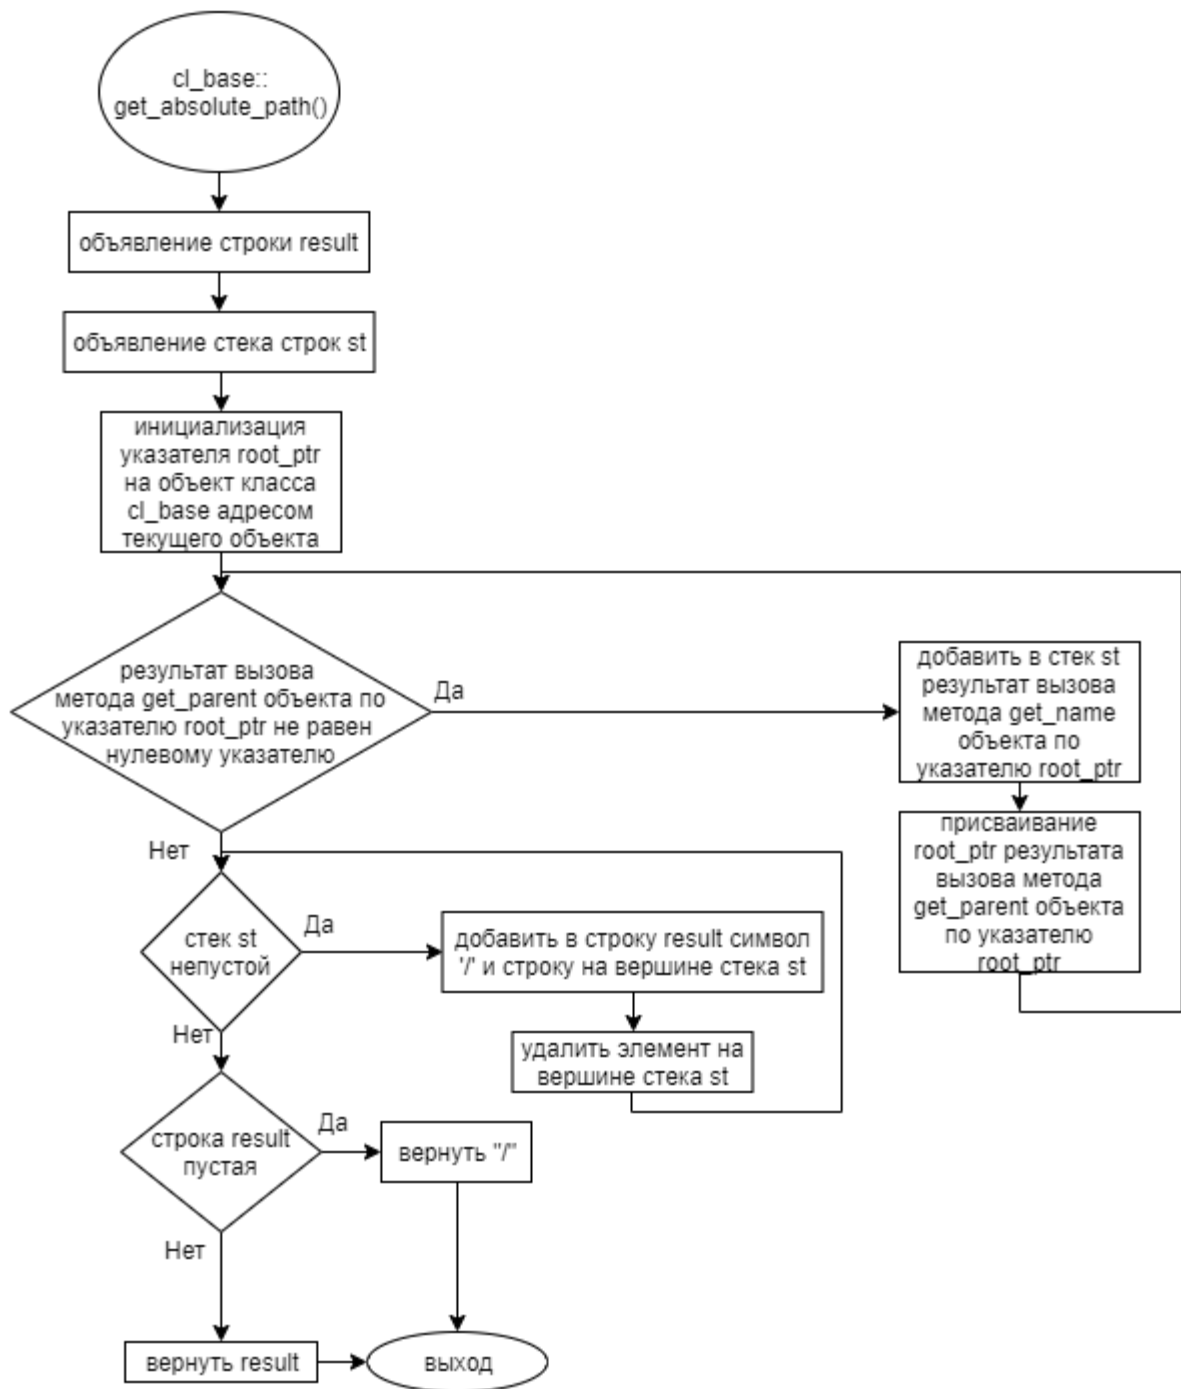 cl_base::
get_absolute_path()
объявление строки result
объявление стека строк st
инициализация
указателя root_ptr
на объект класса
cl_base адресом
текущего объекта
результат вызова
метода get_parent объекта по
указателю root_ptr не равен
нулевому указателю
Да
добавить в стек st
результат вызова
метода get_name
объекта по
указателю root_ptr
присваивание
root_ptr результата
вызова метода
get_parent объекта
по указателю
root_ptr
Нет
стек st
непустой
Да
добавить в строку result символ
'/' и строку на вершине стека st
удалить элемент на
вершине стека st
Нет
строка result
пустая
Да
вернуть "/"
Нет
вернуть result
выход